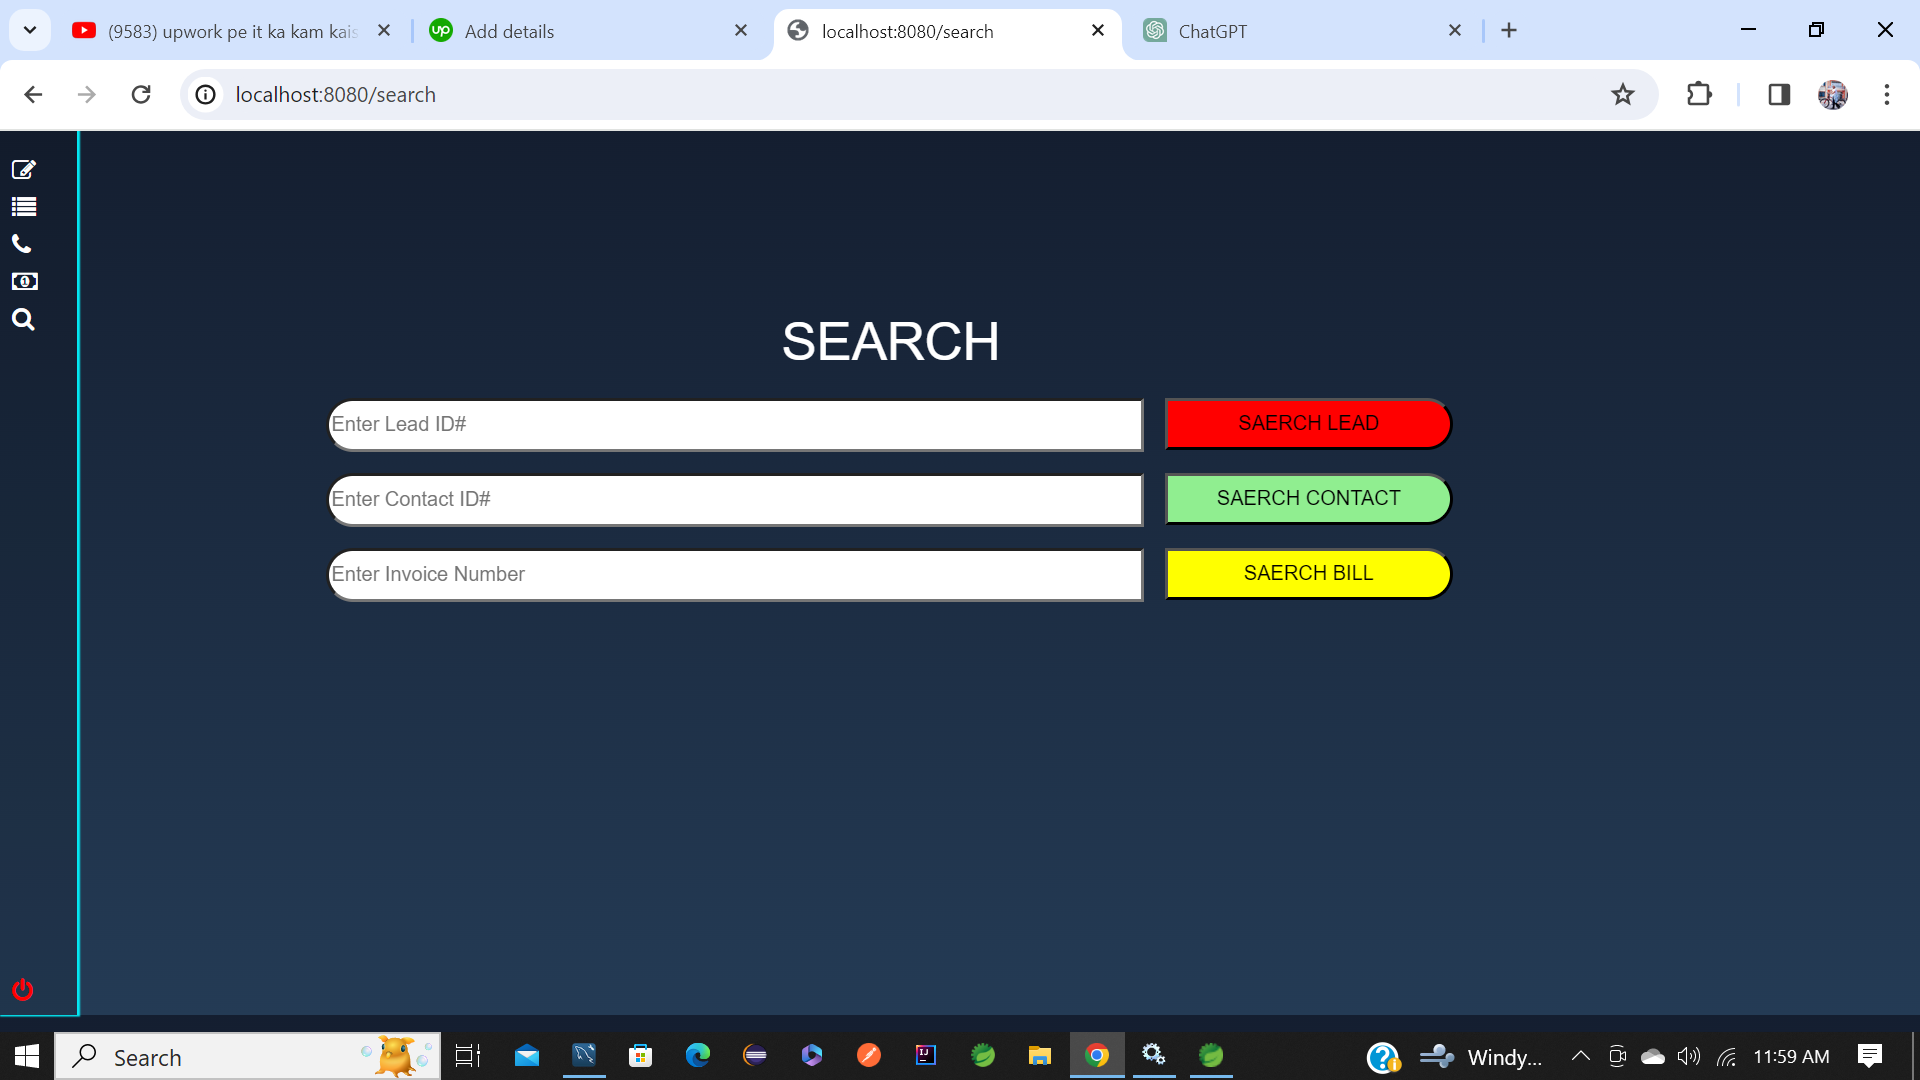 (9583) upwork pe it ka kam kais
Add details
localhost:8080/search
ChatGPT
localhost:8080/search
SEARCH
Enter Lead ID#
SAERCH LEAD
Enter Contact ID#
SAERCH CONTACT
Enter Invoice Number
SAERCH BILL
Search
Windy...
11:59 AM